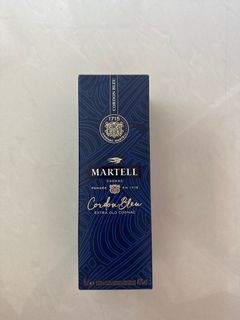 CORDON BLEU
1715
MARTELL
COGNAC
FONDÉE EN 1715
Cordon Bleu
EXTRA OLD COGNAC